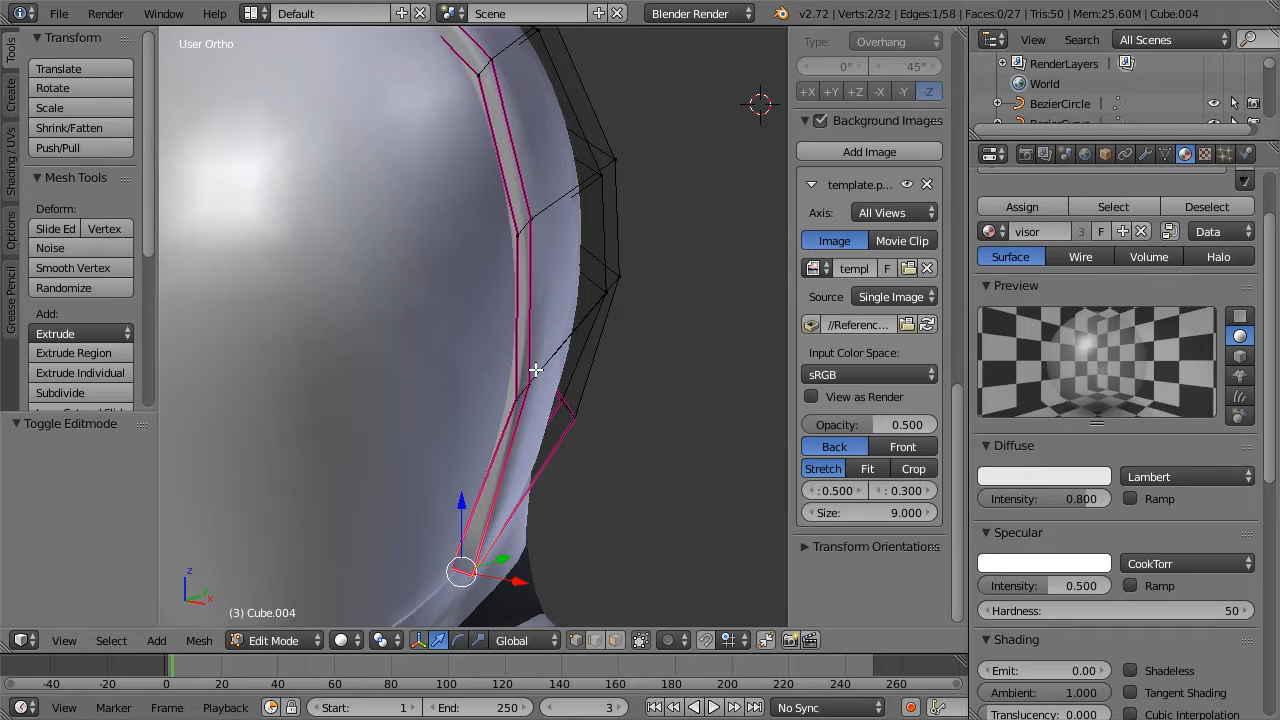 File Render Window Help Default Scene Blender Render v2.72 | Verts:2/32 | Edges:1/58 | Faces:0/27 | Tris:50 | Mem:25.60M | Cube.004
Tools
Create
Shading / UVs
Options
Grease Pencil
Transform
Translate
Rotate
Scale
Shrink/Fatten
Push/Pull
Mesh Tools
Deform:
Slide Ed Vertex
Noise
Smooth Vertex
Randomize
Add:
Extrude
Extrude Region
Extrude Individual
Subdivide
Toggle Editmode
User Ortho
z
y
x
(3) Cube.004
Type: Overhang
0° 45°
+X +Y +Z -X -Y -Z
Background Images
Add Image
template.p...
Axis: All Views
Image Movie Clip
templ F
Source Single Image
//Referenc...
Input Color Space:
sRGB
View as Render
Opacity: 0.500
Back Front
Stretch Fit Crop
: 0.500 : 0.300
Size: 9.000
Transform Orientations
View Search All Scenes
RenderLayers
World
BezierCircle
Assign Select Deselect
visor 3 F Data
Surface Wire Volume Halo
Preview
Diffuse
Lambert
Intensity: 0.800 Ramp
Specular
CookTorr
Intensity: 0.500 Ramp
Hardness: 50
Shading
Emit: 0.00 Shadeless
Ambient: 1.000 Tangent Shading
Translucency: 0.000 Cubic Interpolation
View Select Add Mesh Edit Mode Global
-40 -20 0 20 40 60 80 100 120 140 160 180 200 220 240 260
View Marker Frame Playback Start: 1 End: 250 3 No Sync